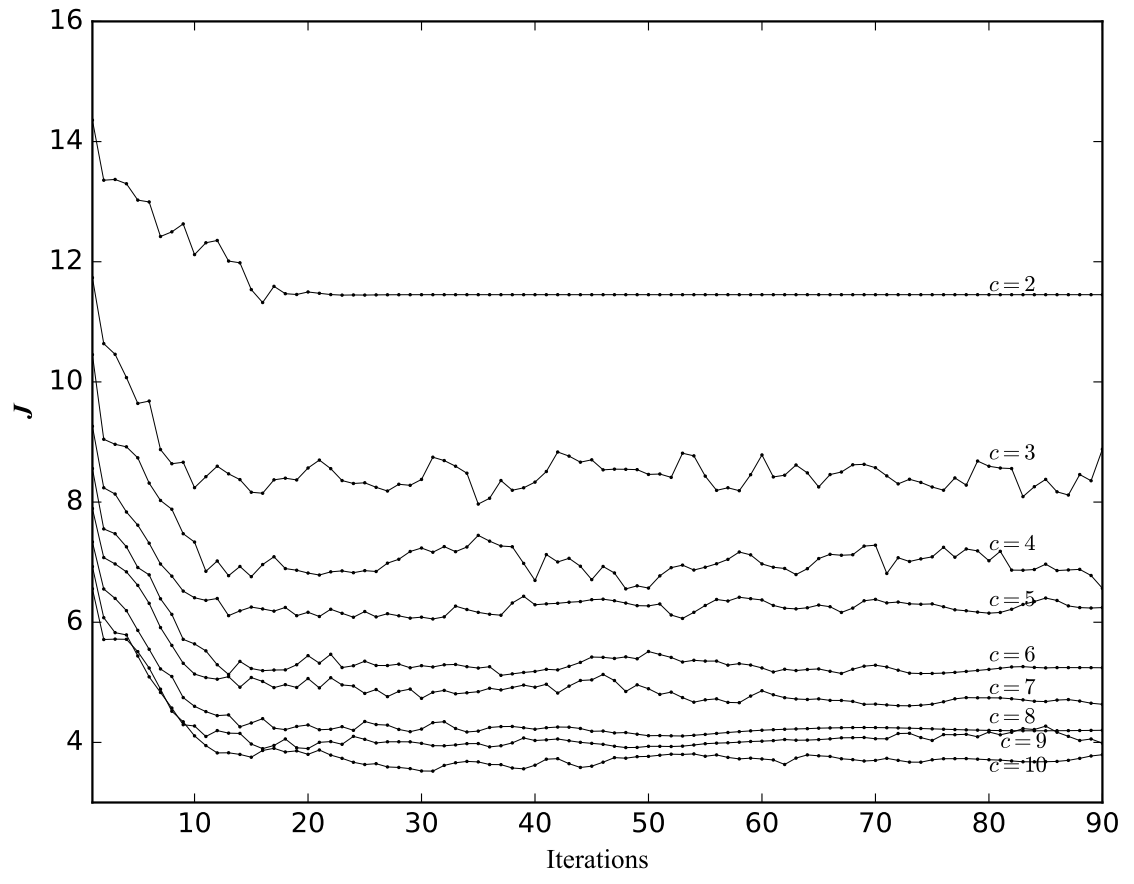 16
14
12
10
8
6
4
J
c = 2
c = 3
c = 4
c = 5
c = 6
c = 7
c = 8
c = 9
c = 10
10 20 30 40 50 60 70 80 90
Iterations